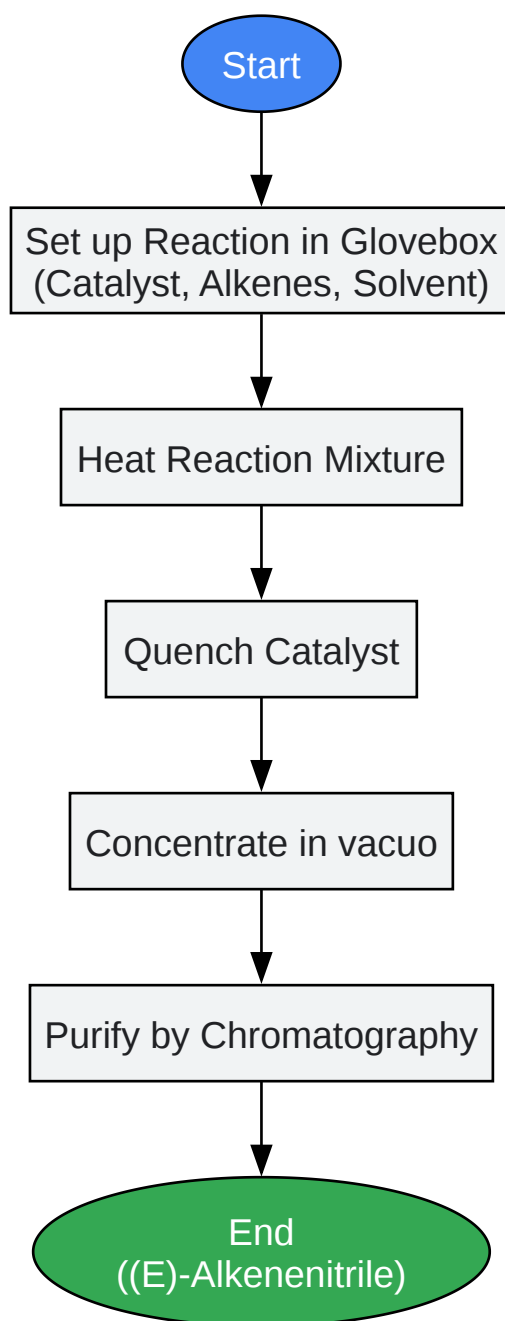 Start
Set up Reaction in Glovebox
(Catalyst, Alkenes, Solvent)
Heat Reaction Mixture
Quench Catalyst
Concentrate in vacuo
Purify by Chromatography
End
((E)-Alkenenitrile)